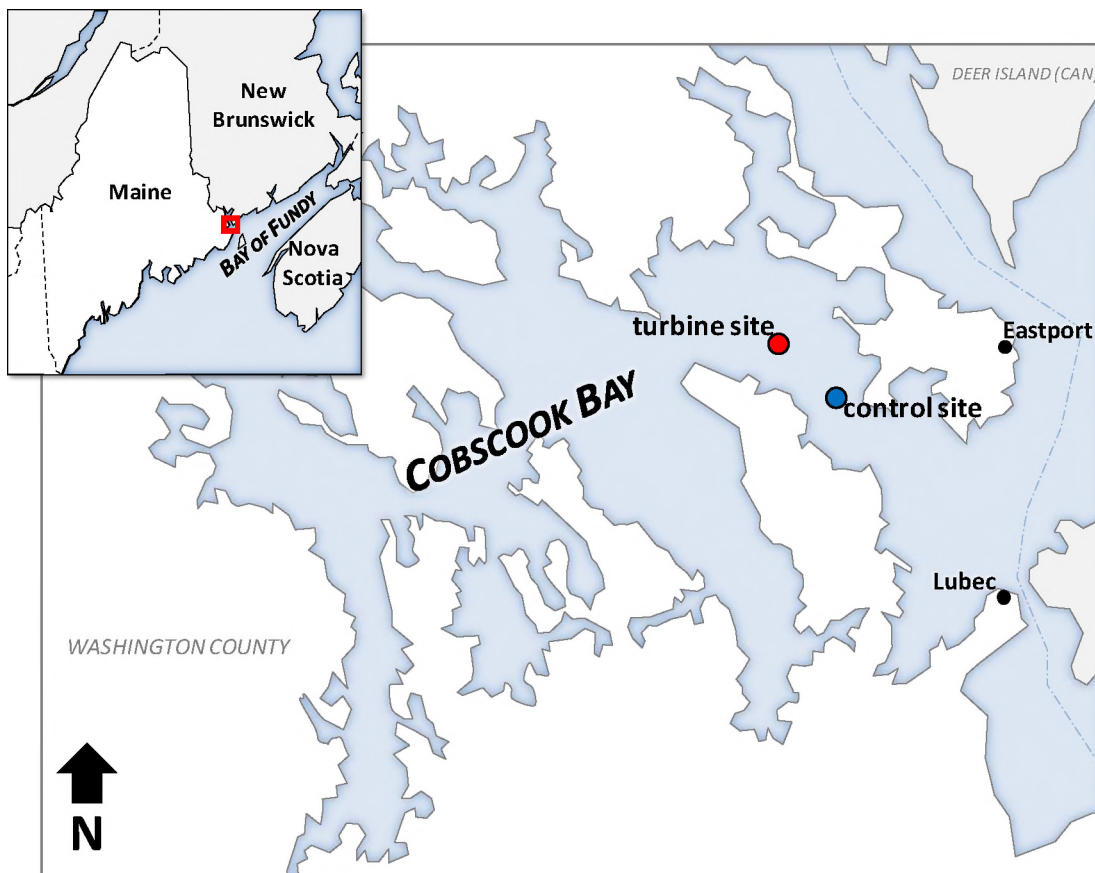 New
Brunswick
Maine
BAY OF FUNDY
Nova
Scotia
DEER ISLAND (CAN)
turbine site
Eastport
control site
COBSCOOK BAY
Lubec
WASHINGTON COUNTY
N